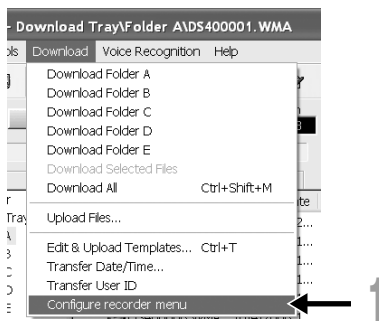 - Download Tray\Folder A\DS400001.WMA
ols Download Voice Recognition Help
Download Folder A
Download Folder B
Download Folder C
Download Folder D
Download Folder E
Download Selected Files
Download All Ctrl+Shift+M
Upload Files...
Edit & Upload Templates... Ctrl+T
Transfer Date/Time...
Transfer User ID
Configure recorder menu
1